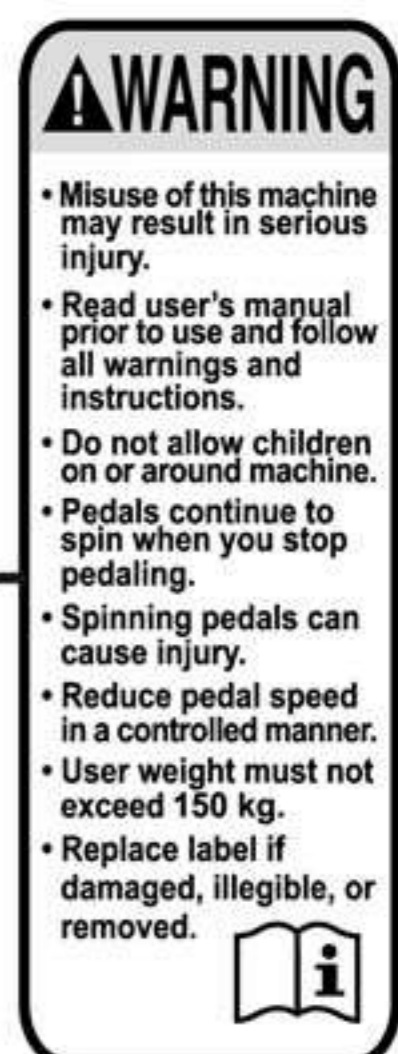 WARNING
• Misuse of this machine
may result in serious
injury.
• Read user's manual
prior to use and follow
all warnings and
instructions.
• Do not allow children
on or around machine.
• Pedals continue to
spin when you stop
pedaling.
• Spinning pedals can
cause injury.
• Reduce pedal speed
in a controlled manner.
• User weight must not
exceed 150 kg.
• Replace label if
damaged, illegible, or
removed.
i